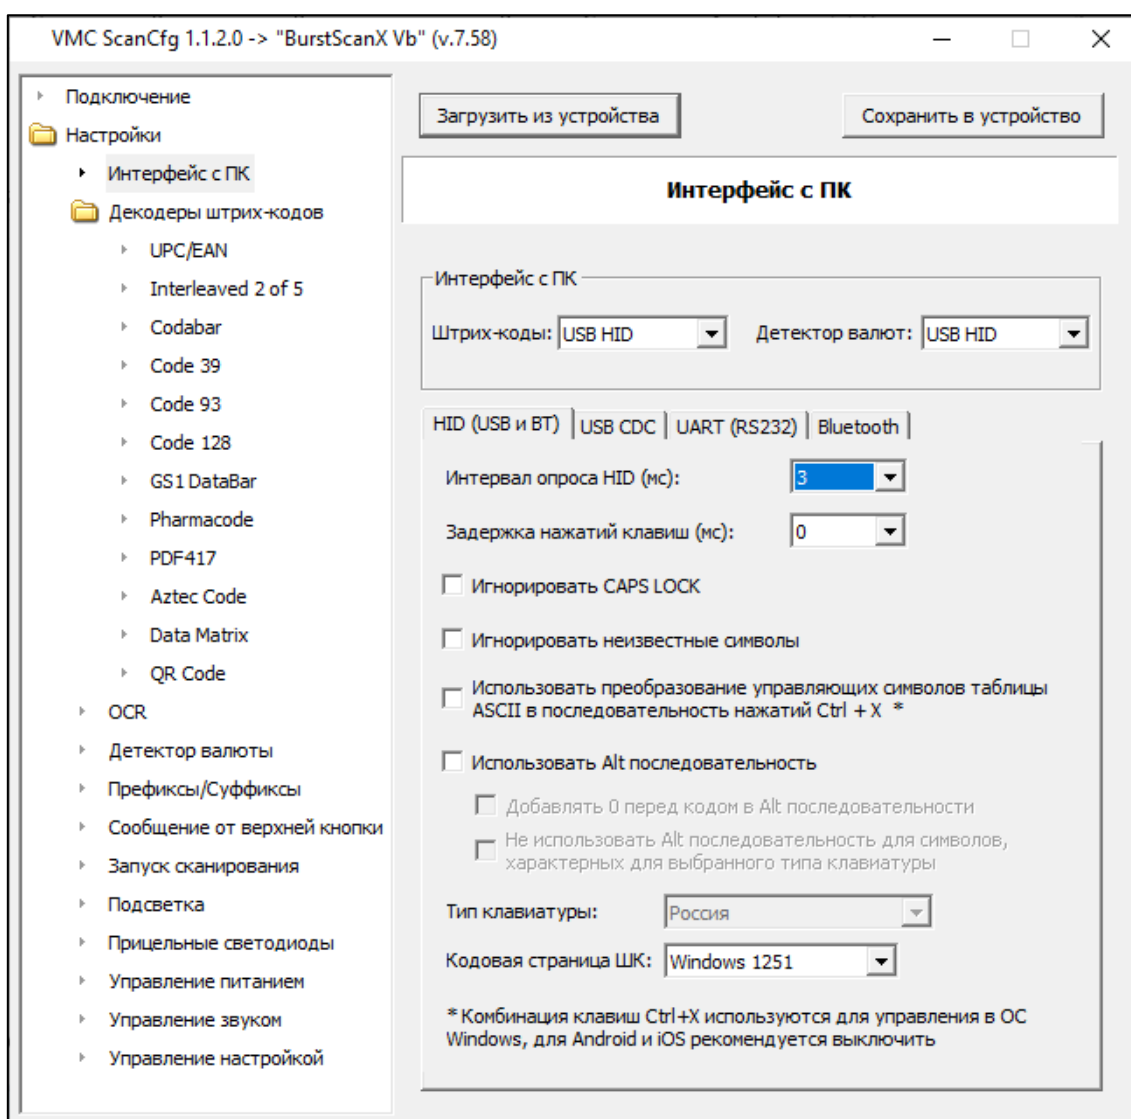 VMC ScanCfg 1.1.2.0 -> "BurstScanX Vb" (v.7.58)
Подключение
Настройки
Интерфейс с ПК
Декодеры штрих-кодов
UPC/EAN
Interleaved 2 of 5
Codabar
Code 39
Code 93
Code 128
GS1 DataBar
Pharmacode
PDF417
Aztec Code
Data Matrix
QR Code
OCR
Детектор валюты
Префиксы/Суффиксы
Сообщение от верхней кнопки
Запуск сканирования
Подсветка
Прицельные светодиоды
Управление питанием
Управление звуком
Управление настройкой
Загрузить из устройства
Сохранить в устройство
Интерфейс с ПК
Интерфейс с ПК
Штрих-коды: USB HID
Детектор валют: USB HID
HID (USB и BT)
USB CDC
UART (RS232)
Bluetooth
Интервал опроса HID (мс): 3
Задержка нажатий клавиш (мс): 0
Игнорировать CAPS LOCK
Игнорировать неизвестные символы
Использовать преобразование управляющих символов таблицы
ASCII в последовательность нажатий Ctrl + X *
Использовать Alt последовательность
Добавлять 0 перед кодом в Alt последовательности
Не использовать Alt последовательность для символов,
характерных для выбранного типа клавиатуры
Тип клавиатуры: Россия
Кодовая страница ШК: Windows 1251
* Комбинация клавиш Ctrl+X используются для управления в ОС
Windows, для Android и iOS рекомендуется выключить